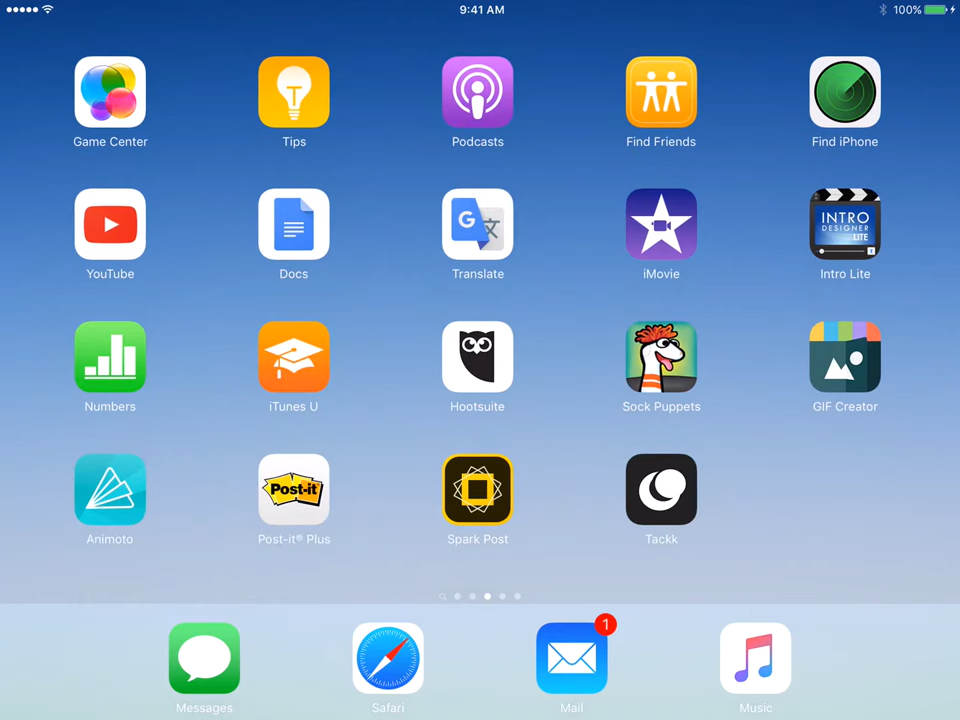 9:41 AM 100%
Game Center Tips Podcasts Find Friends Find iPhone
INTRO
DESIGNER
LITE
YouTube Docs Translate iMovie Intro Lite
Numbers iTunes U Hootsuite Sock Puppets GIF Creator
Post-it
Animoto Post-it® Plus Spark Post Tackk
1
Messages Safari Mail Music